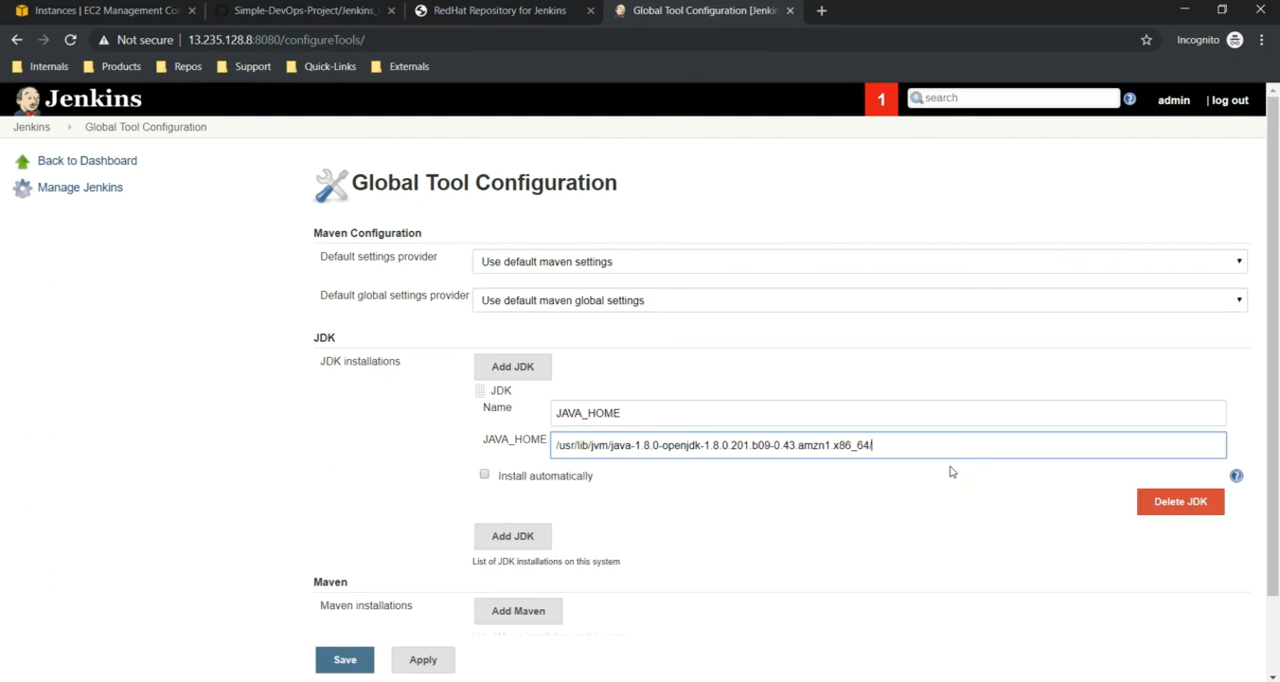 Instances | EC2 Management Co
Simple-DevOps-Project/Jenkins_
RedHat Repository for Jenkins
Global Tool Configuration [Jenkin
Not secure | 13.235.128.8:8080/configureTools/
Incognito
Internals
Products
Repos
Support
Quick-Links
Externals
Jenkins
1
search
admin
| log out
Jenkins
Global Tool Configuration
Back to Dashboard
Manage Jenkins
Global Tool Configuration
Maven Configuration
Default settings provider
Use default maven settings
Default global settings provider
Use default maven global settings
JDK
JDK installations
Add JDK
JDK
Name
JAVA_HOME
JAVA_HOME
/usr/lib/jvm/java-1.8.0-openjdk-1.8.0.201.b09-0.43.amzn1.x86_64/
Install automatically
Delete JDK
Add JDK
List of JDK installations on this system
Maven
Maven installations
Add Maven
Save
Apply